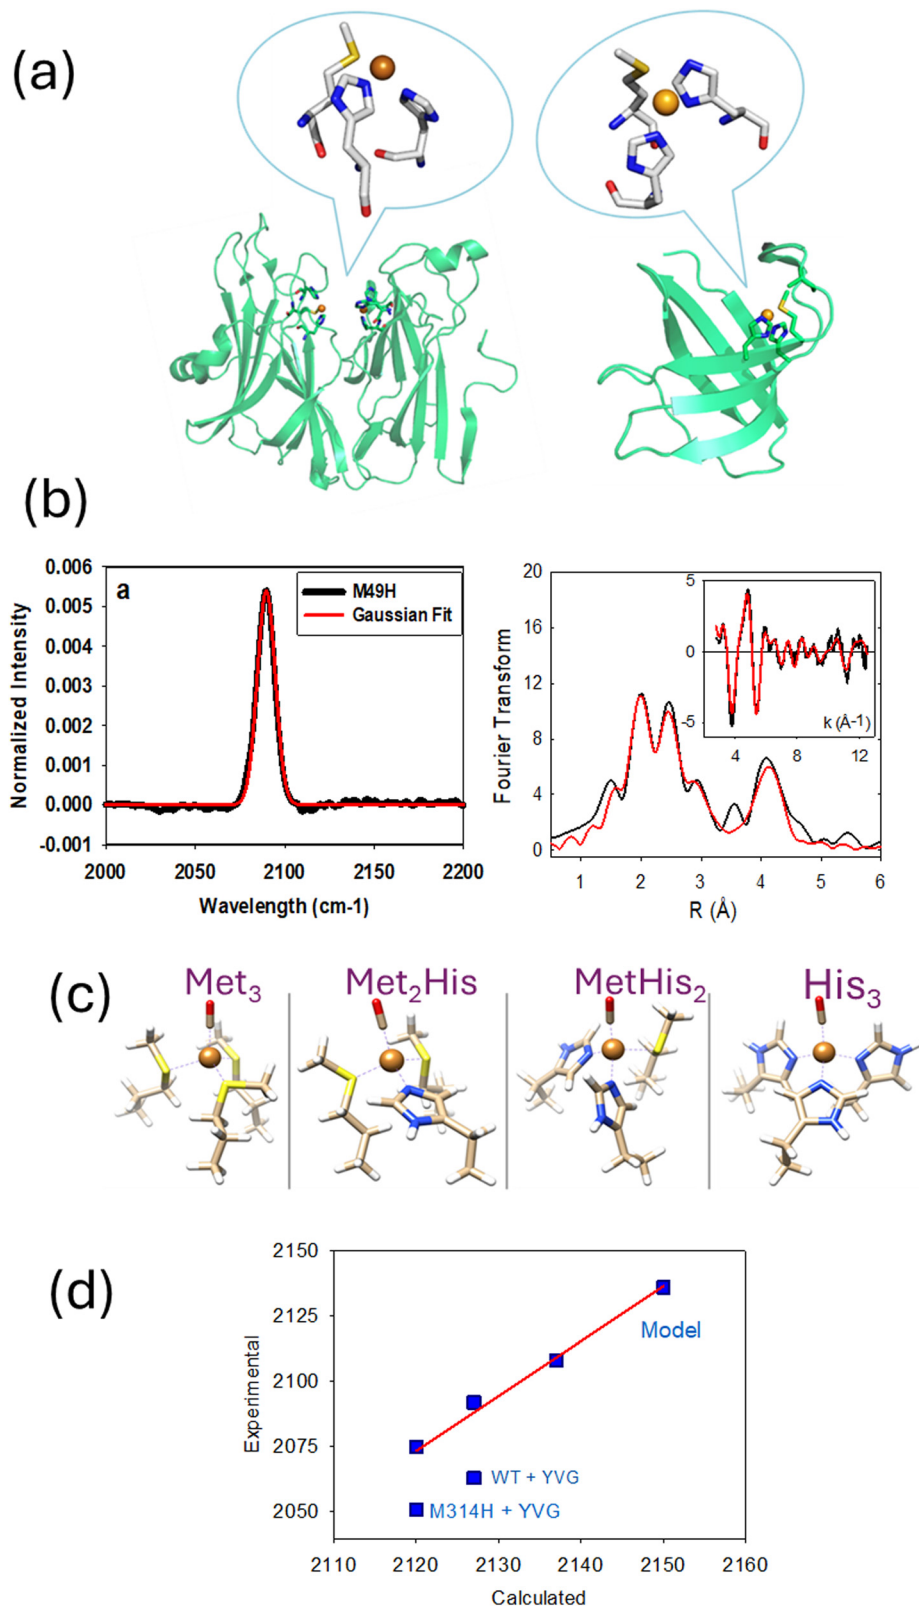 (a)
(b)
0.006
0.005
0.004
0.003
0.002
0.001
0.000
-0.001
Normalized Intensity
a
M49H
Gaussian Fit
2000
2050
2100
2150
2200
Wavelength (cm-1)
20
16
12
8
4
0
Fourier Transform
5
0
-5
k (Å-1)
4
8
12
1
2
3
4
5
6
R (Å)
(c)
Met3
Met2His
MetHis2
His3
(d)
2150
2125
2100
2075
2050
Experimental
Model
WT + YVG
M314H + YVG
2110
2120
2130
2140
2150
2160
Calculated